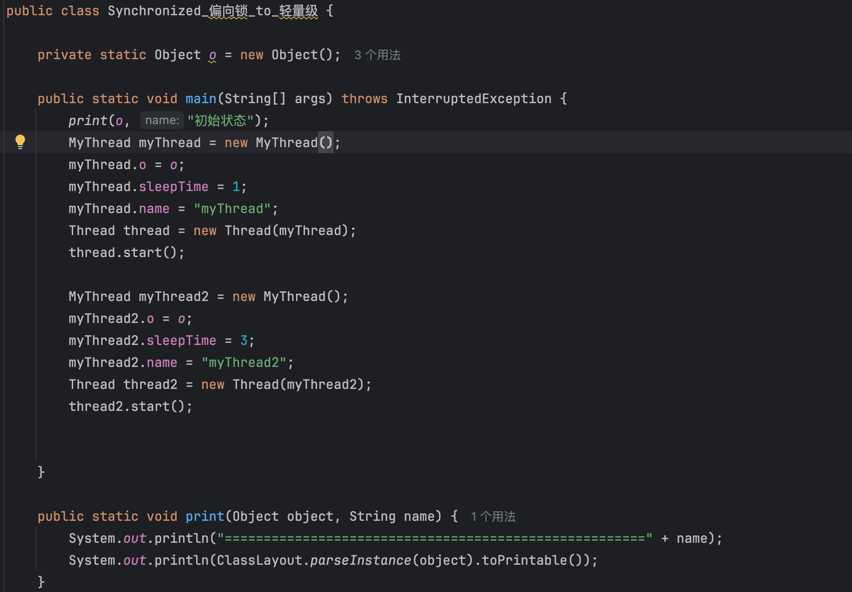 public class Synchronized_偏向锁_to_轻量级 {
private static Object o = new Object(); 3 个用法
public static void main(String[] args) throws InterruptedException {
print(o, name: "初始状态");
MyThread myThread = new MyThread();
myThread.o = o;
myThread.sleepTime = 1;
myThread.name = "myThread";
Thread thread = new Thread(myThread);
thread.start();
MyThread myThread2 = new MyThread();
myThread2.o = o;
myThread2.sleepTime = 3;
myThread2.name = "myThread2";
Thread thread2 = new Thread(myThread2);
thread2.start();
}
public static void print(Object object, String name) { 1 个用法
System.out.println("======================================================" + name);
System.out.println(ClassLayout.parseInstance(object).toPrintable());
}